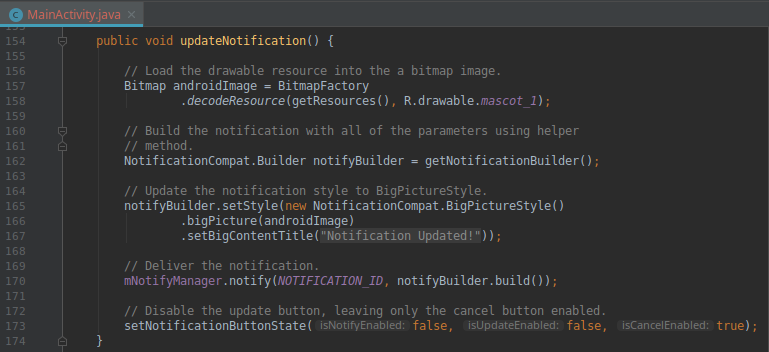 MainActivity.java
154 public void updateNotification() {
155
156 // Load the drawable resource into the a bitmap image.
157 Bitmap androidImage = BitmapFactory
158 .decodeResource(getResources(), R.drawable.mascot_1);
159
160 // Build the notification with all of the parameters using helper
161 // method.
162 NotificationCompat.Builder notifyBuilder = getNotificationBuilder();
163
164 // Update the notification style to BigPictureStyle.
165 notifyBuilder.setStyle(new NotificationCompat.BigPictureStyle()
166 .bigPicture(androidImage)
167 .setBigContentTitle("Notification Updated!"));
168
169 // Deliver the notification.
170 mNotifyManager.notify(NOTIFICATION_ID, notifyBuilder.build());
171
172 // Disable the update button, leaving only the cancel button enabled.
173 setNotificationButtonState( isNotifyEnabled: false, isUpdateEnabled: false, isCancelEnabled: true);
174 }